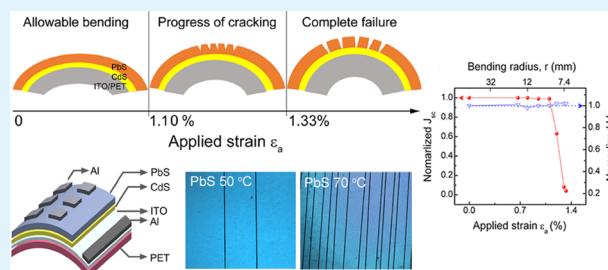 Allowable bending
Progress of cracking
Complete failure
PbS
CdS
ITO/PET
0
1.10 %
1.33%
Applied strain εa
Al
PbS
CdS
ITO
Al
PET
PbS 50 °C
PbS 70 °C
Bending radius, r (mm)
32 12 7.4
Nomarlized Jsc
1.0
0.8
0.6
0.4
0.2
0.0
1.0
0.8
0.6
0.4
0.2
0.0 0.7 1.4
Applied strain εa (%)